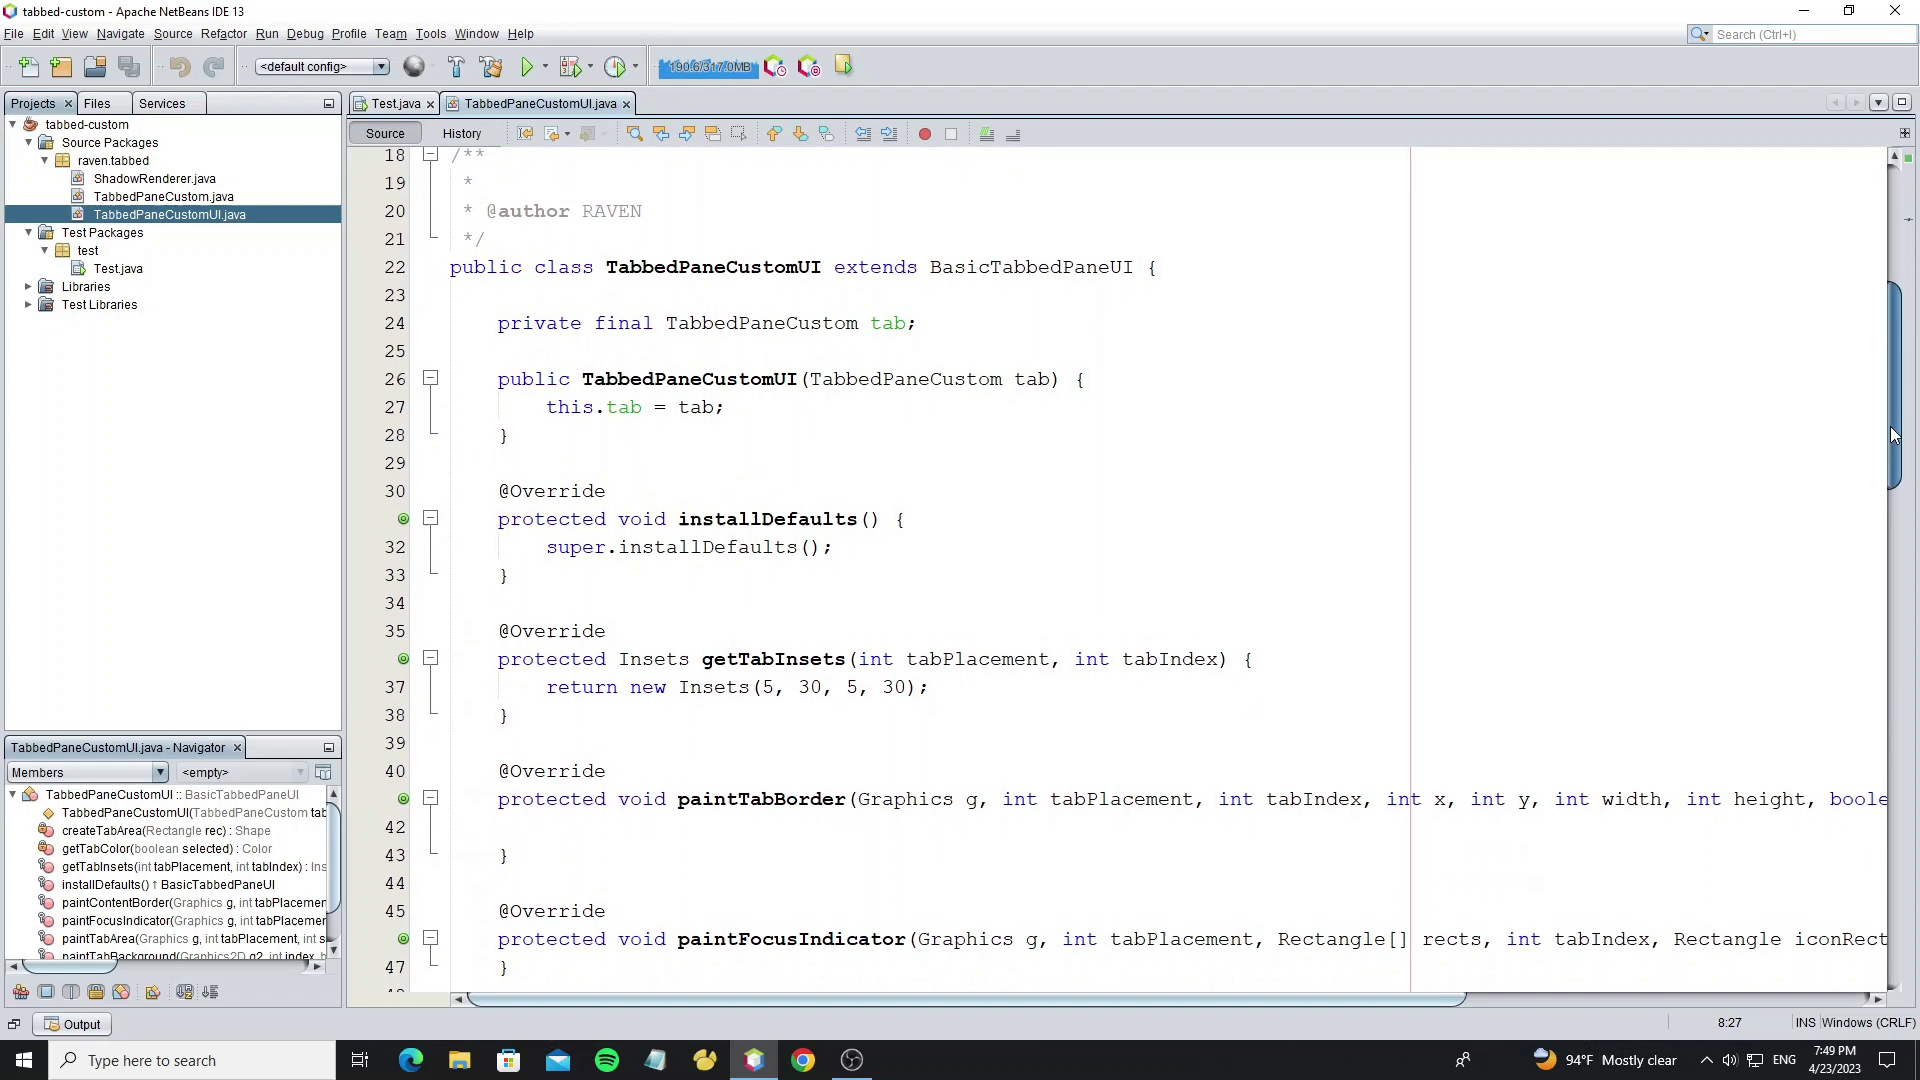 tabbed-custom - Apache NetBeans IDE 13
File Edit View Navigate Source Refactor Run Debug Profile Team Tools Window Help
Search (Ctrl+I)
<default config>
190.6/317.0MB
Projects Files Services
Test.java TabbedPaneCustomUI.java
Source History
tabbed-custom
Source Packages
raven.tabbed
ShadowRenderer.java
TabbedPaneCustom.java
TabbedPaneCustomUI.java
Test Packages
test
Test.java
Libraries
Test Libraries
18 /**
19 *
20 * @author RAVEN
21 */
22 public class TabbedPaneCustomUI extends BasicTabbedPaneUI {
23
24 private final TabbedPaneCustom tab;
25
26 public TabbedPaneCustomUI(TabbedPaneCustom tab) {
27 this.tab = tab;
28 }
29
30 @Override
protected void installDefaults() {
32 super.installDefaults();
33 }
34
35 @Override
protected Insets getTabInsets(int tabPlacement, int tabIndex) {
37 return new Insets(5, 30, 5, 30);
38 }
39
40 @Override
protected void paintTabBorder(Graphics g, int tabPlacement, int tabIndex, int x, int y, int width, int height, boole
42
43 }
44
45 @Override
protected void paintFocusIndicator(Graphics g, int tabPlacement, Rectangle[] rects, int tabIndex, Rectangle iconRect
47 }
TabbedPaneCustomUI.java - Navigator
Members <empty>
TabbedPaneCustomUI :: BasicTabbedPaneUI
TabbedPaneCustomUI(TabbedPaneCustom tab
createTabArea(Rectangle rec) : Shape
getTabColor(boolean selected) : Color
getTabInsets(int tabPlacement, int tabIndex) : Ins
installDefaults() ↑ BasicTabbedPaneUI
paintContentBorder(Graphics g, int tabPlacemen
paintFocusIndicator(Graphics g, int tabPlacemen
paintTabArea(Graphics g, int tabPlacement, int s
paintTabBackground(Graphics2D g2, int index, b
Output
8:27 INS Windows (CRLF)
Type here to search
94°F Mostly clear
ENG
7:49 PM
4/23/2023